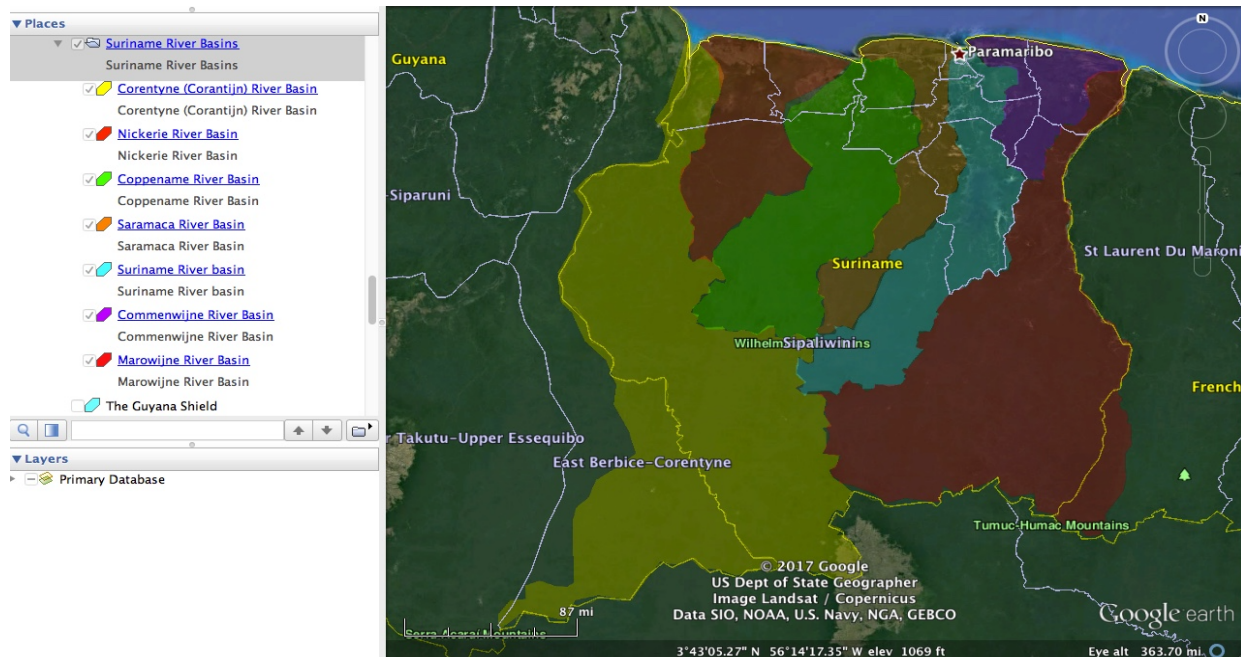 Places
Suriname River Basins
Suriname River Basins
Corentyne (Corantijn) River Basin
Corentyne (Corantijn) River Basin
Nickerie River Basin
Nickerie River Basin
Coppename River Basin
Coppename River Basin
Saramaca River Basin
Saramaca River Basin
Suriname River basin
Suriname River basin
Commenwijne River Basin
Commenwijne River Basin
Marowijne River Basin
Marowijne River Basin
The Guyana Shield
Layers
Primary Database
N
Paramaribo
Guyana
-Siparuni
St Laurent Du Maroni
Suriname
Sipaliwini
French
r Takutu-Upper Essequibo
East Berbice-Corentyne
Tumuc-Humac Mountains
© 2017 Google
US Dept of State Geographer
Image Landsat / Copernicus
Data SIO, NOAA, U.S. Navy, NGA, GEBCO
87 mi
Serra Acarai Mountains
Google earth
3°43'05.27" N 56°14'17.35" W elev 1069 ft
Eye alt 363.70 mi